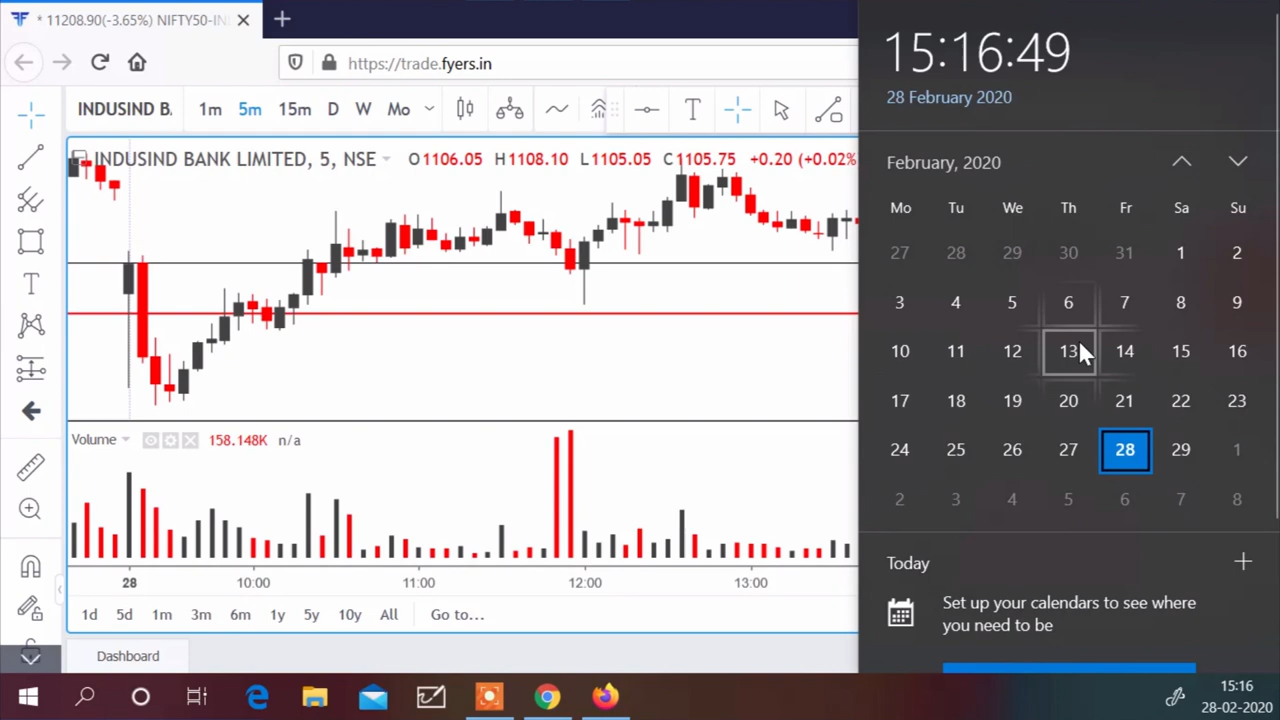 * 11208.90(-3.65%) NIFTY50-IN
https://trade.fyers.in
INDUSIND B. 1m 5m 15m D W Mo
INDUSIND BANK LIMITED, 5, NSE O1106.05 H1108.10 L1105.05 C1105.75 +0.20 (+0.02%
Volume 158.148K n/a
28 10:00 11:00 12:00 13:00
1d 5d 1m 3m 6m 1y 5y 10y All Go to...
Dashboard
15:16:49
28 February 2020
February, 2020
Mo Tu We Th Fr Sa Su
27 28 29 30 31 1 2
3 4 5 6 7 8 9
10 11 12 13 14 15 16
17 18 19 20 21 22 23
24 25 26 27 28 29 1
2 3 4 5 6 7 8
Today
Set up your calendars to see where
you need to be
15:16
28-02-2020